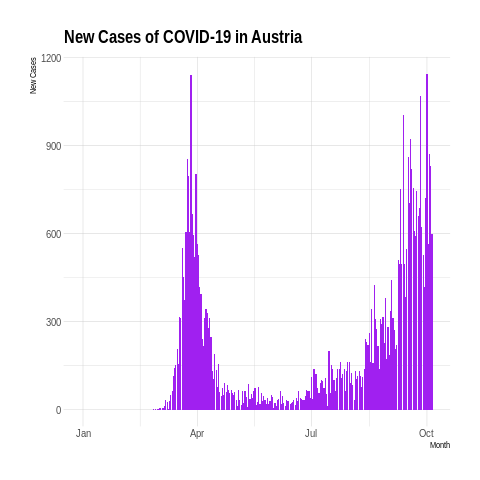 New Cases of COVID-19 in Austria
New Cases
1200
900
600
300
0
Jan
Apr
Jul
Oct
Month